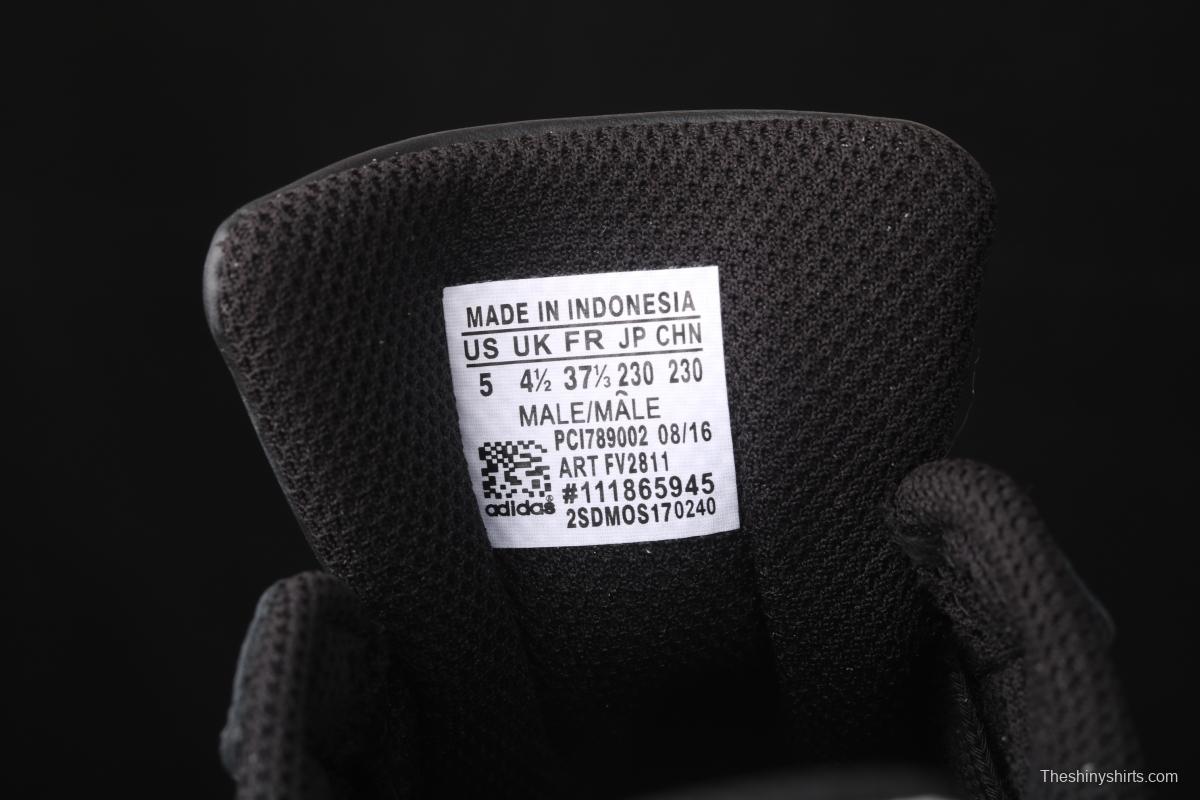 MADE IN INDONESIA
US UK FR JP CHN
5 4½ 37⅓ 230 230
MALE/MÂLE
PCI789002 08/16
ART FV2811
#111865945
adidas®
2SDMOS170240
Theshinyshirts.com